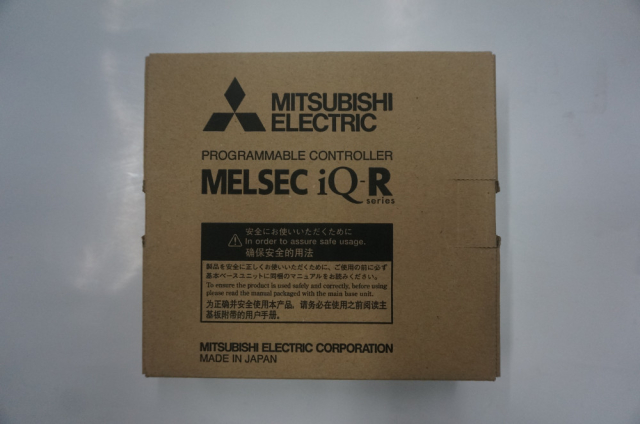 MITSUBISHI
ELECTRIC
PROGRAMMABLE CONTROLLER
MELSEC iQ-R
series
安全にお使いいただくために
In order to assure safe usage.
确保安全的用法
製品を安全に正しくお使いいただくために、ご使用の前に必ず
基本ベースユニットに同梱のマニュアルをお読みください。
To ensure the product is used safely and correctly, before using
please read the manual packaged with the main base unit.
为正确并安全使用本产品，请务必在使用之前阅读主
基板附带的用户手册。
MITSUBISHI ELECTRIC CORPORATION
MADE IN JAPAN